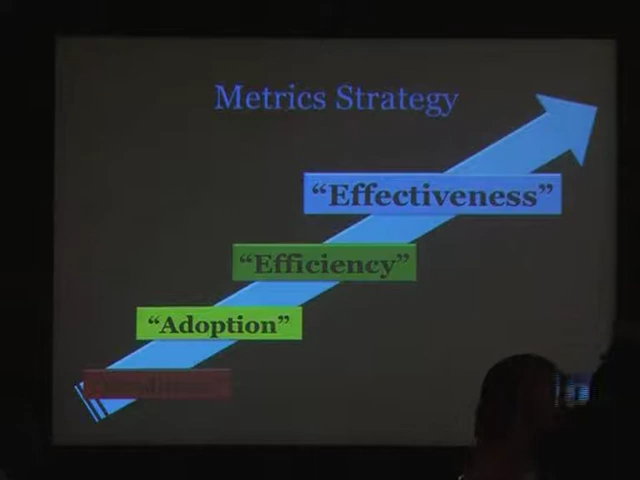 Metrics Strategy
“Effectiveness”
“Efficiency”
“Adoption”